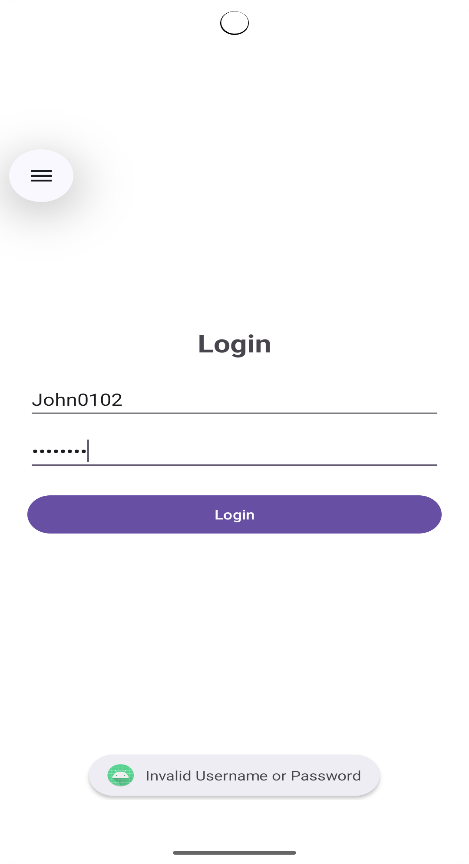 Login
John0102
••••••••
Login
Invalid Username or Password